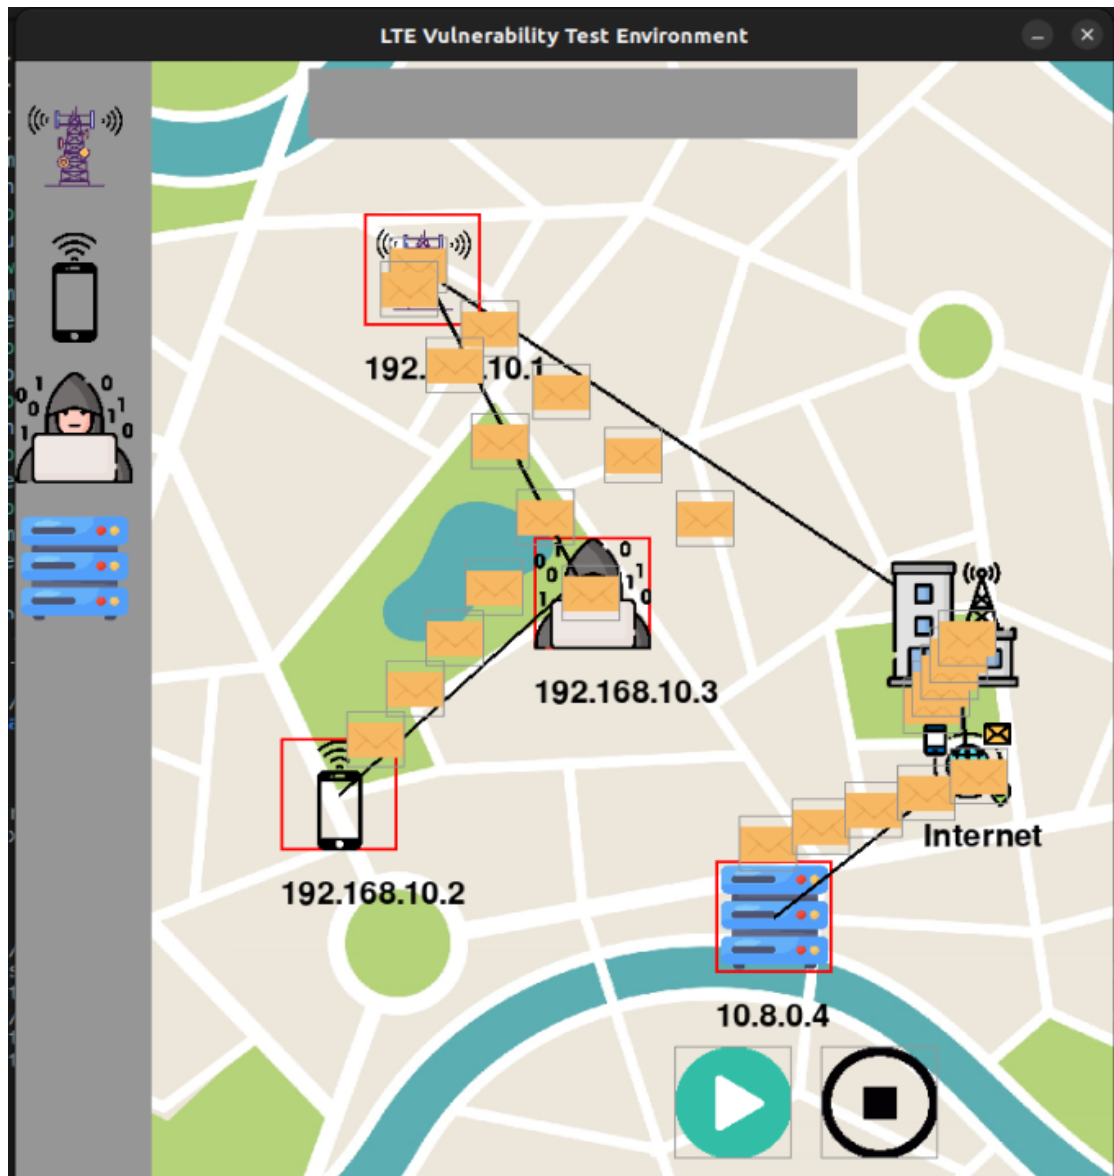 LTE Vulnerability Test Environment
192. .10.1
192.168.10.3
Internet
192.168.10.2
10.8.0.4